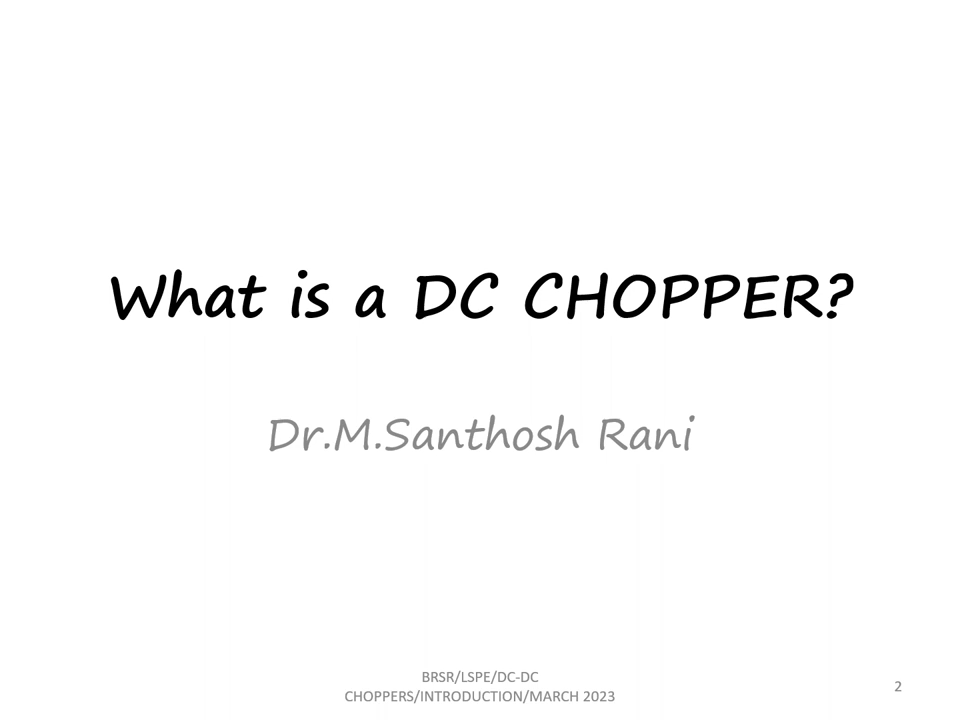 What is a DC CHOPPER?
Dr.M.Santhosh Rani
BRSR/LSPE/DC-DC
CHOPPERS/INTRODUCTION/MARCH 2023
2